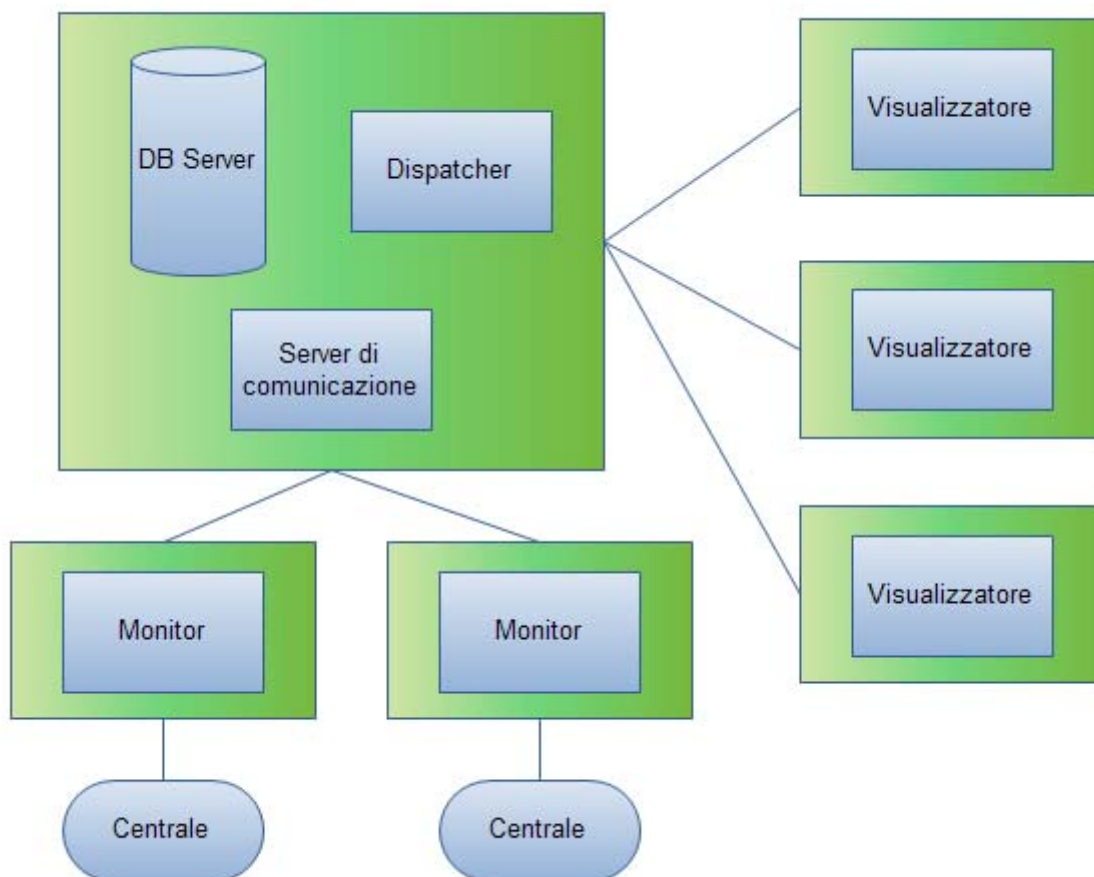 DB Server
Dispatcher
Server di
comunicazione
Visualizzatore
Visualizzatore
Visualizzatore
Monitor
Monitor
Centrale
Centrale